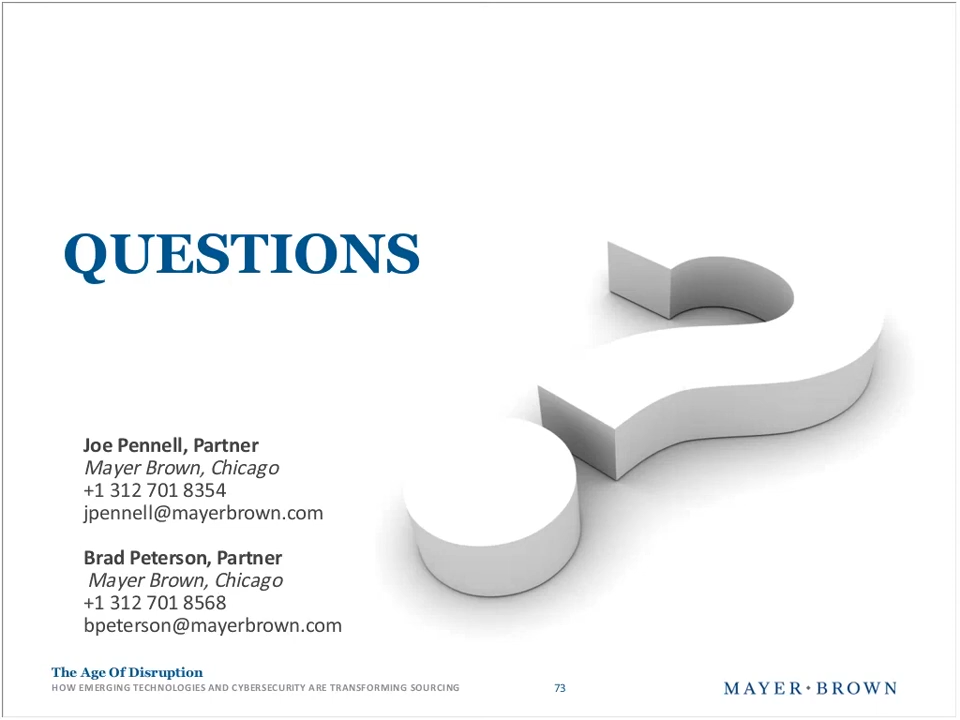 QUESTIONS
Joe Pennell, Partner
Mayer Brown, Chicago
+1 312 701 8354
jpennell@mayerbrown.com
Brad Peterson, Partner
Mayer Brown, Chicago
+1 312 701 8568
bpeterson@mayerbrown.com
The Age Of Disruption
HOW EMERGING TECHNOLOGIES AND CYBERSECURITY ARE TRANSFORMING SOURCING
73
MAYER • BROWN